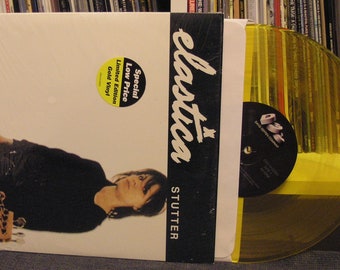 Special
Low Price
Limited Edition
Gold Vinyl
elastica
STUTTER